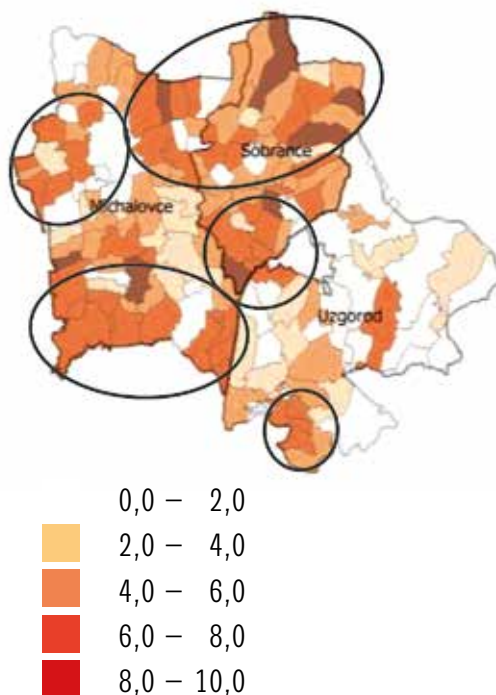 Sobrance
Michalovce
Uzgorod
0,0 – 2,0
2,0 – 4,0
4,0 – 6,0
6,0 – 8,0
8,0 – 10,0